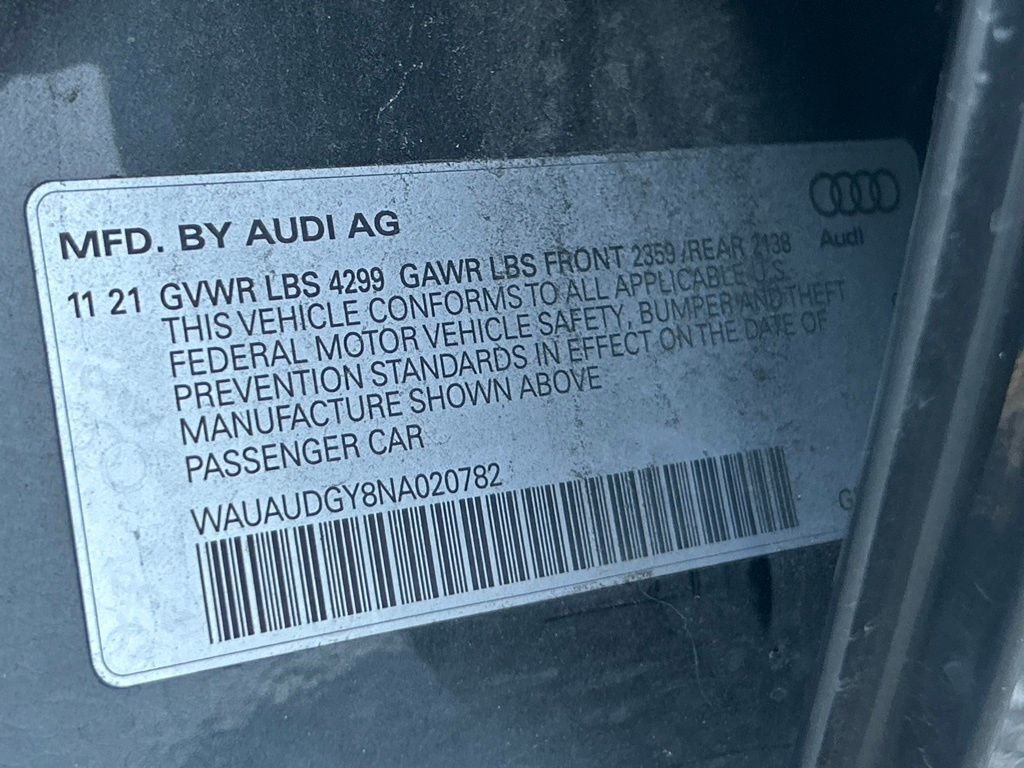 MFD. BY AUDI AG
Audi
11 21 GVWR LBS 4299 GAWR LBS FRONT 2359 /REAR 2138
THIS VEHICLE CONFORMS TO ALL APPLICABLE U.S.
FEDERAL MOTOR VEHICLE SAFETY, BUMPER AND THEFT
PREVENTION STANDARDS IN EFFECT ON THE DATE OF
MANUFACTURE SHOWN ABOVE
PASSENGER CAR
WAUAUDGY8NA020782